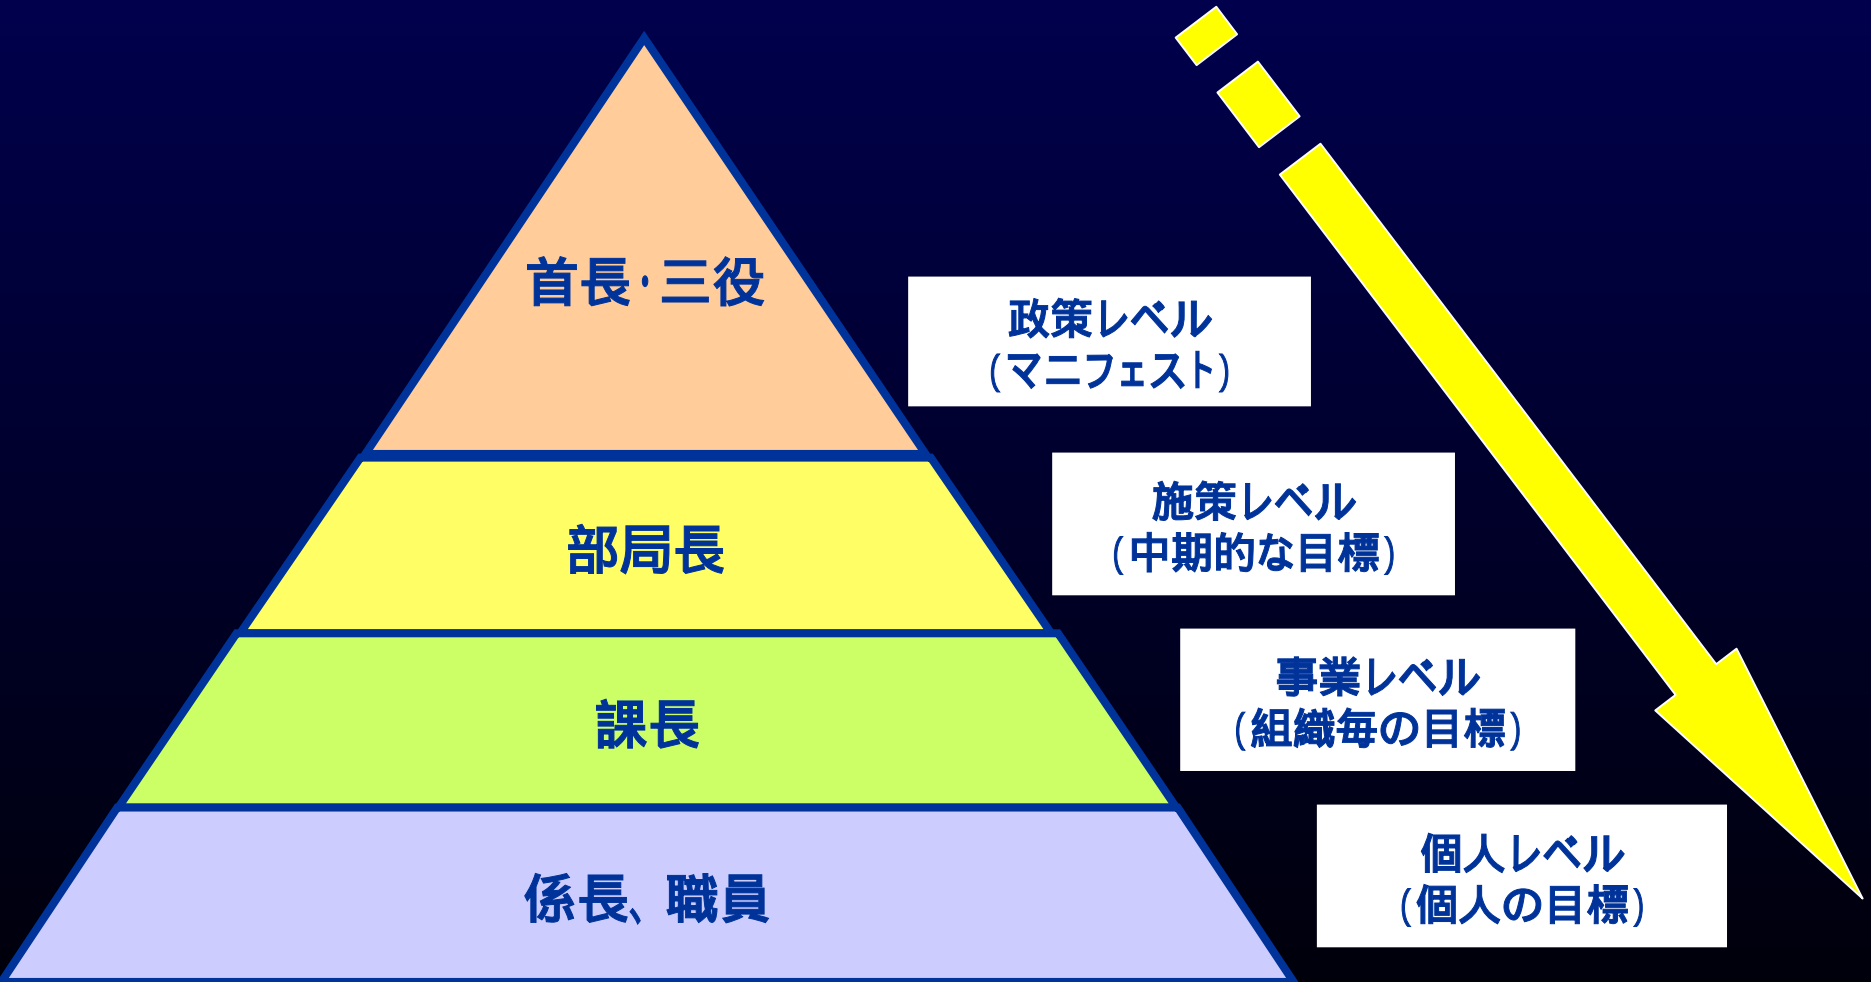 首長・三役
政策レベル
(マニフェスト)
部局長
施策レベル
(中期的な目標)
課長
事業レベル
(組織毎の目標)
係長、職員
個人レベル
(個人の目標)